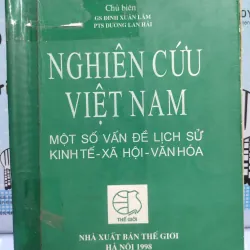 Chủ biên
GS ĐINH XUÂN LÂM
PTS DƯƠNG LAN HẢI
NGHIÊN CỨU
VIỆT NAM
MỘT SỐ VẤN ĐỀ LỊCH SỬ
KINH TẾ-XÃ HỘI-VĂN HÓA
THẾ GIỚI
NHÀ XUẤT BẢN THẾ GIỚI
HÀ NỘI 1998